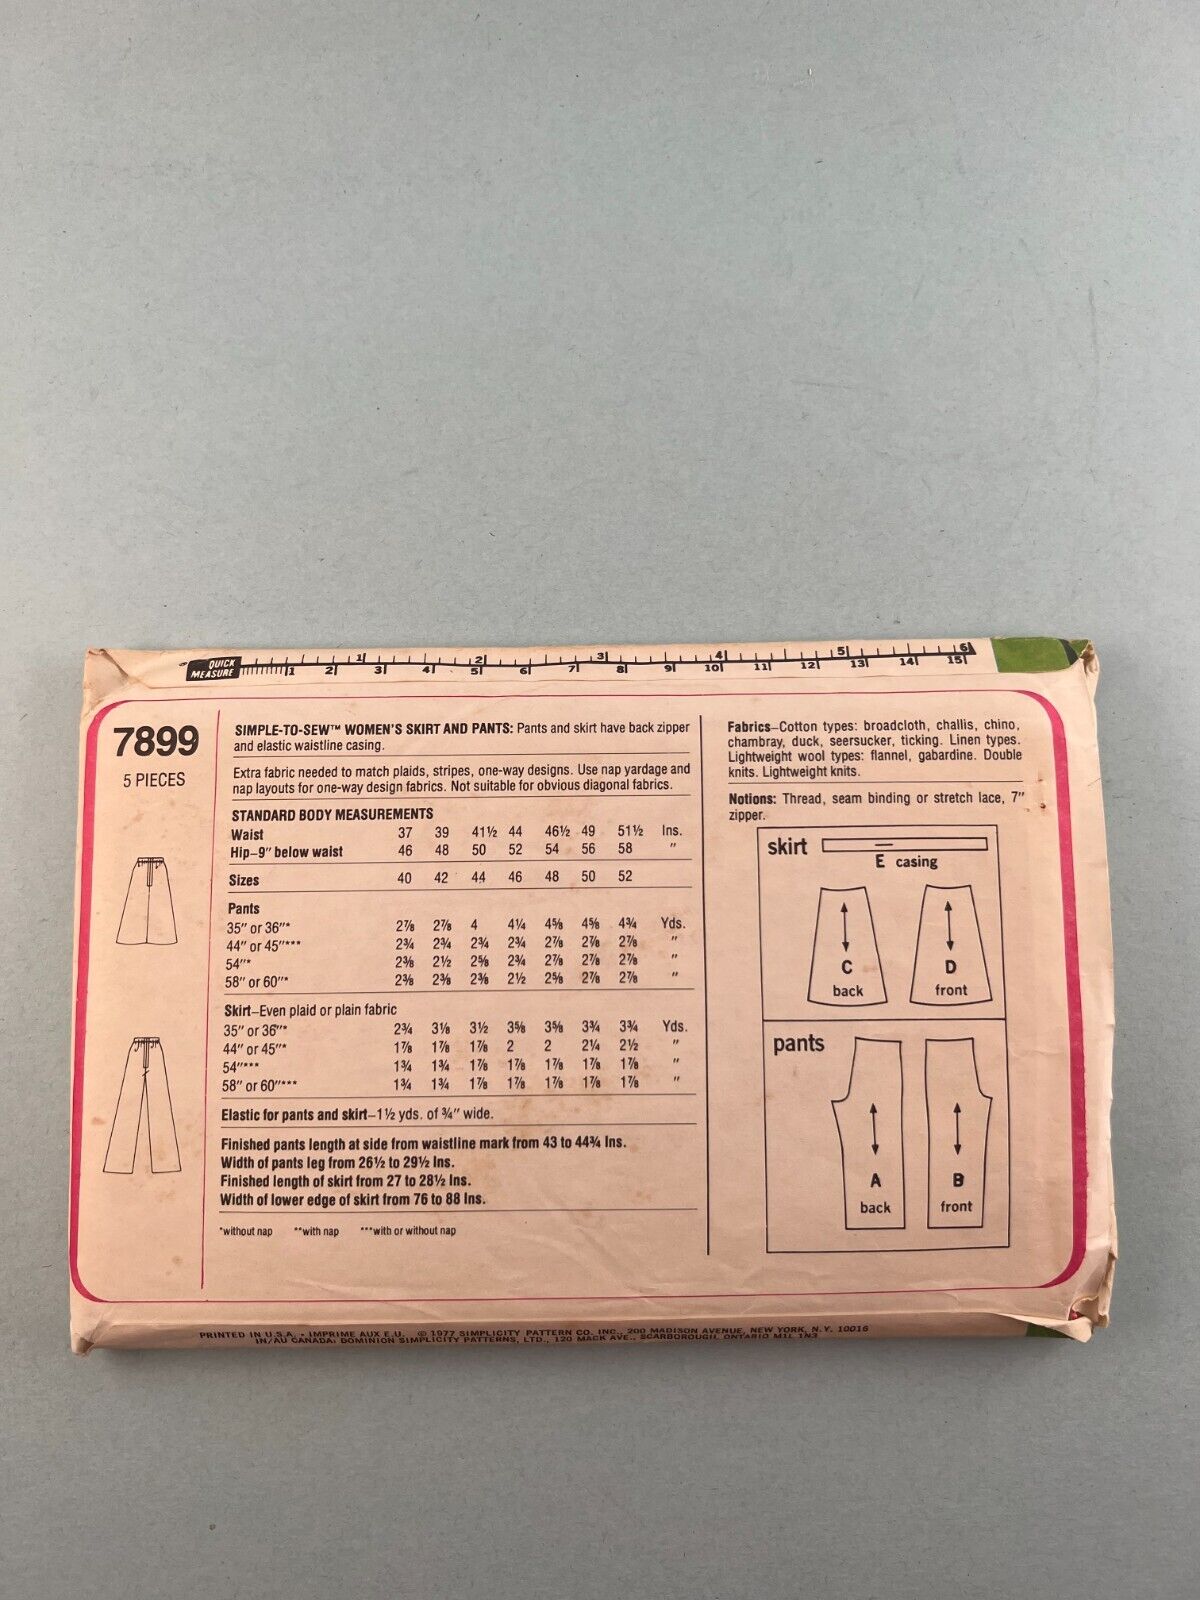 QUICK
MEASURE
1 2 3 4 5 6
1 2 3 4 5 6 7 8 9 10 11 12 13 14 15
7899
5 PIECES
SIMPLE-TO-SEW™ WOMEN'S SKIRT AND PANTS: Pants and skirt have back zipper
and elastic waistline casing.
Extra fabric needed to match plaids, stripes, one-way designs. Use nap yardage and
nap layouts for one-way design fabrics. Not suitable for obvious diagonal fabrics.
STANDARD BODY MEASUREMENTS
Waist 37 39 41½ 44 46½ 49 51½ Ins.
Hip–9" below waist 46 48 50 52 54 56 58 "
Sizes 40 42 44 46 48 50 52
Pants
35" or 36"* 2⅞ 2⅞ 4 4¼ 4⅝ 4⅝ 4¾ Yds.
44" or 45"*** 2¾ 2¾ 2¾ 2¾ 2⅞ 2⅞ 2⅞ "
54"* 2⅜ 2½ 2⅝ 2¾ 2⅞ 2⅞ 2⅞ "
58" or 60"* 2⅜ 2⅜ 2⅜ 2½ 2⅝ 2⅞ 2⅞ "
Skirt–Even plaid or plain fabric
35" or 36"* 2¾ 3⅛ 3½ 3⅝ 3⅝ 3¾ 3¾ Yds.
44" or 45"* 1⅞ 1⅞ 1⅞ 2 2 2¼ 2½ "
54"*** 1¾ 1¾ 1⅞ 1⅞ 1⅞ 1⅞ 1⅞ "
58" or 60"*** 1¾ 1¾ 1⅞ 1⅞ 1⅞ 1⅞ 1⅞ "
Elastic for pants and skirt–1½ yds. of ¾" wide.
Finished pants length at side from waistline mark from 43 to 44¾ Ins.
Width of pants leg from 26½ to 29½ Ins.
Finished length of skirt from 27 to 28½ Ins.
Width of lower edge of skirt from 76 to 88 Ins.
*without nap **with nap ***with or without nap
Fabrics–Cotton types: broadcloth, challis, chino,
chambray, duck, seersucker, ticking. Linen types.
Lightweight wool types: flannel, gabardine. Double
knits. Lightweight knits.
Notions: Thread, seam binding or stretch lace, 7"
zipper.
skirt
E casing
C D
back front
pants
A B
back front
PRINTED IN U.S.A. • IMPRIME AUX E.U. © 1977 SIMPLICITY PATTERN CO. INC., 200 MADISON AVENUE, NEW YORK, N.Y. 10016
IN/AU CANADA: DOMINION SIMPLICITY PATTERNS, LTD., 120 MACK AVE., SCARBOROUGH, ONTARIO M1L 1N3